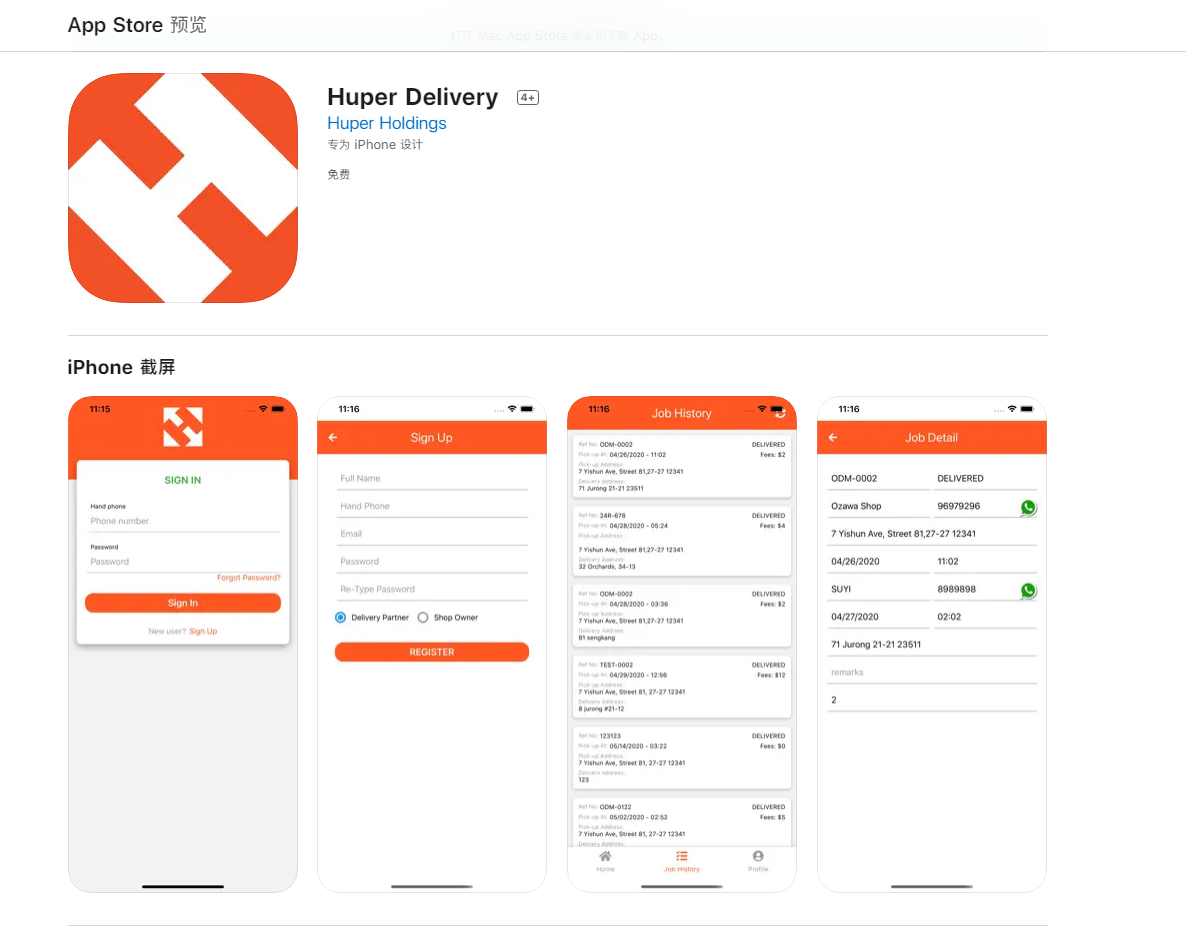 App Store 预览
打开 Mac App Store 购买和下载 App。
Huper Delivery 4+
Huper Holdings
专为 iPhone 设计
免费
iPhone 截屏
11:15
SIGN IN
Hand phone
Phone number
Password
Password
Forgot Password?
Sign In
New user? Sign Up
11:16
Sign Up
Full Name
Hand Phone
Email
Password
Re-Type Password
Delivery Partner Shop Owner
REGISTER
11:16
Job History
Ref No: ODM-0002 DELIVERED
Pick-up At: 04/26/2020 - 11:02 Fees: $2
Pick-up Address:
7 Yishun Ave, Street 81,27-27 12341
Delivery Address:
71 Jurong 21-21 23511
Ref No: 24R-678 DELIVERED
Pick-up At: 04/28/2020 - 05:24 Fees: $4
Pick-up Address:
7 Yishun Ave, Street 81,27-27 12341
Delivery Address:
32 Orchards, 34-13
Ref No: ODM-0002 DELIVERED
Pick-up At: 04/28/2020 - 03:36 Fees: $2
Pick-up Address:
7 Yishun Ave, Street 81,27-27 12341
Delivery Address:
81 sengkang
Ref No: TEST-0002 DELIVERED
Pick-up At: 04/29/2020 - 12:56 Fees: $12
Pick-up Address:
7 Yishun Ave, Street 81, 27-27 12341
Delivery Address:
8 jurong #21-12
Ref No: 123123 DELIVERED
Pick-up At: 05/14/2020 - 03:22 Fees: $0
Pick-up Address:
7 Yishun Ave, Street 81, 27-27 12341
Delivery Address:
123
Ref No: ODM-0122 DELIVERED
Pick-up At: 05/02/2020 - 02:52 Fees: $5
Pick-up Address:
7 Yishun Ave, Street 81, 27-27 12341
Delivery Address:
Home Job History Profile
11:16
Job Detail
ODM-0002 DELIVERED
Ozawa Shop 96979296
7 Yishun Ave, Street 81,27-27 12341
04/26/2020 11:02
SUYI 8989898
04/27/2020 02:02
71 Jurong 21-21 23511
remarks
2